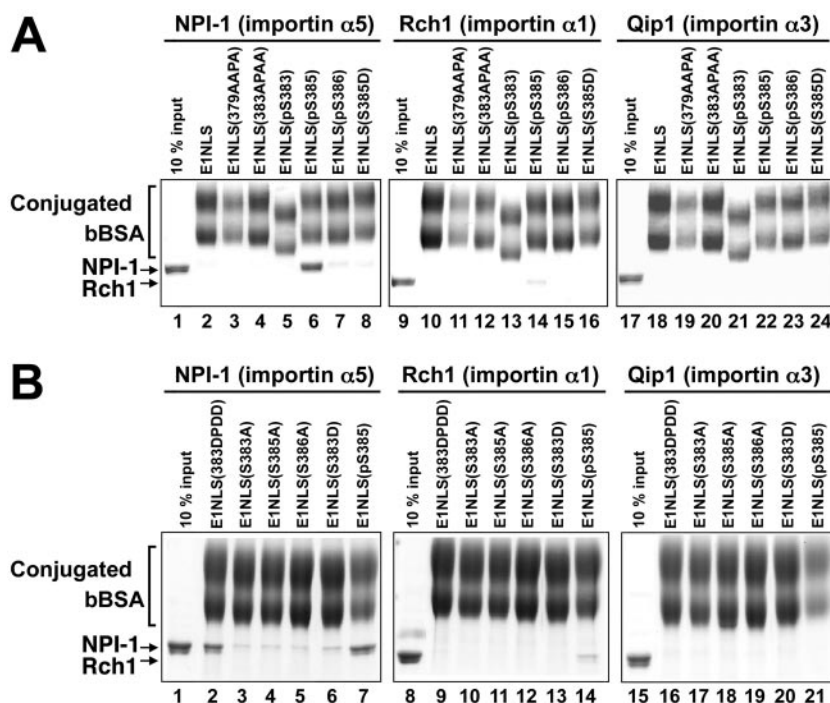 A
NPI-1 (importin α5) Rch1 (importin α1) Qip1 (importin α3)
10 % input E1NLS E1NLS(379AAPA) E1NLS(383APAA) E1NLS(pS383) E1NLS(pS385) E1NLS(pS386) E1NLS(S385D) 10 % input E1NLS E1NLS(379AAPA) E1NLS(383APAA) E1NLS(pS383) E1NLS(pS385) E1NLS(pS386) E1NLS(S385D) 10 % input E1NLS E1NLS(379AAPA) E1NLS(383APAA) E1NLS(pS383) E1NLS(pS385) E1NLS(pS386) E1NLS(S385D)
Conjugated
bBSA
NPI-1
Rch1
1 2 3 4 5 6 7 8 9 10 11 12 13 14 15 16 17 18 19 20 21 22 23 24
B
NPI-1 (importin α5) Rch1 (importin α1) Qip1 (importin α3)
10 % input E1NLS(383DPDD) E1NLS(S383A) E1NLS(S385A) E1NLS(S386A) E1NLS(S383D) E1NLS(pS385) 10 % input E1NLS(383DPDD) E1NLS(S383A) E1NLS(S385A) E1NLS(S386A) E1NLS(S383D) E1NLS(pS385) 10 % input E1NLS(383DPDD) E1NLS(S383A) E1NLS(S385A) E1NLS(S386A) E1NLS(S383D) E1NLS(pS385)
Conjugated
bBSA
NPI-1
Rch1
1 2 3 4 5 6 7 8 9 10 11 12 13 14 15 16 17 18 19 20 21